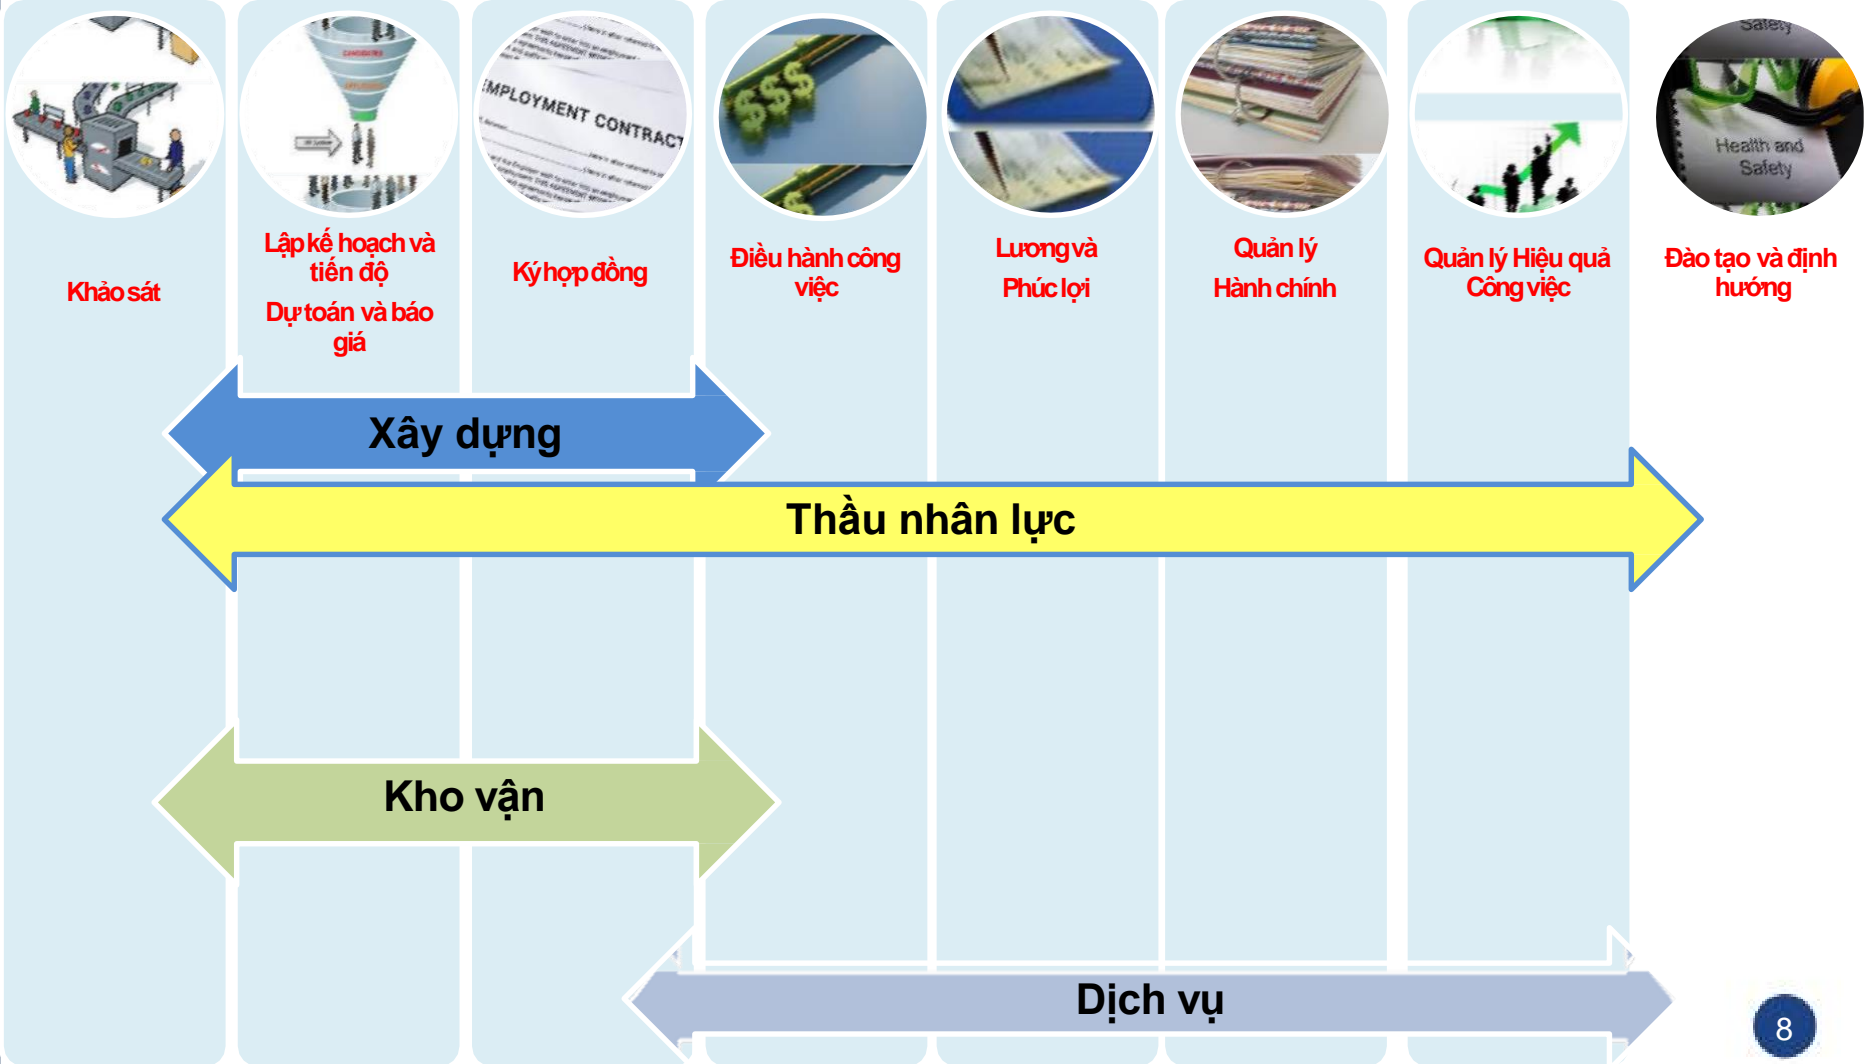 CANDIDATES
EMPLOYMENT CONTRACT
$$$
Safety
Health and
Safety
Khảo sát
Lập kế hoạch và
tiến độ
Dự toán và báo
giá
Ký hợp đồng
Điều hành công
việc
Lương và
Phúc lợi
Quản lý
Hành chính
Quản lý Hiệu quả
Công việc
Đào tạo và định
hướng
Xây dựng
Thầu nhân lực
Kho vận
Dịch vụ
8